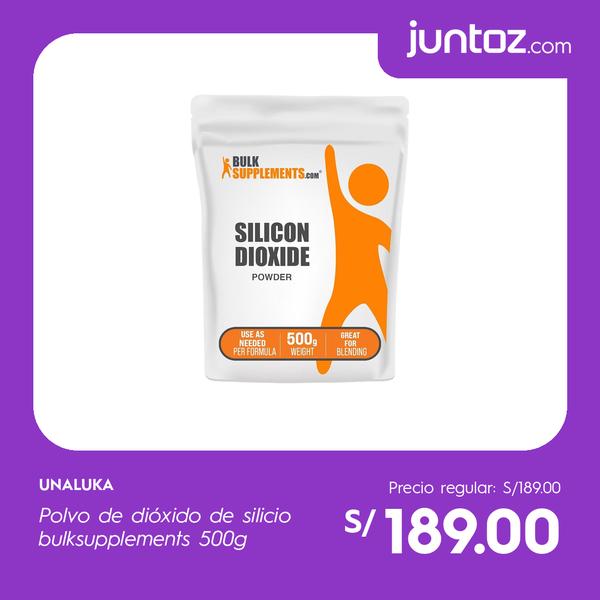 juntoz.com
BULK
SUPPLEMENTS.COM®
SILICON
DIOXIDE
POWDER
USE AS
NEEDED
PER FORMULA
500g
WEIGHT
GREAT
FOR
BLENDING
UNALUKA
Polvo de dióxido de silicio
bulksupplements 500g
Precio regular: S/189.00
S/ 189.00